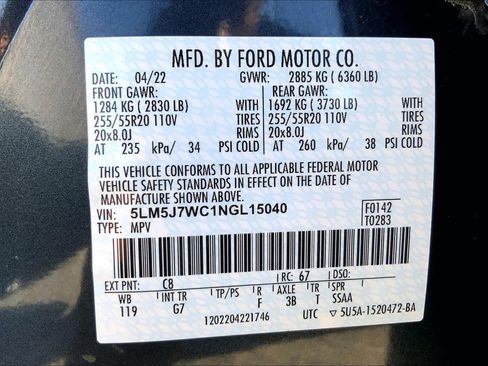 MFD. BY FORD MOTOR CO.
DATE: 04/22 GVWR: 2885 KG ( 6360 LB)
FRONT GAWR: REAR GAWR:
1284 KG ( 2830 LB) WITH 1692 KG ( 3730 LB) WITH
255/55R20 110V TIRES 255/55R20 110V TIRES
20x8.0J RIMS 20x8.0J RIMS
AT 235 kPa/ 34 PSI COLD AT 260 kPa/ 38 PSI COLD
THIS VEHICLE CONFORMS TO ALL APPLICABLE FEDERAL MOTOR
VEHICLE SAFETY STANDARDS IN EFFECT ON THE DATE OF
MANUFACTURE SHOWN ABOVE.
VIN: 5LM5J7WC1NGL15040 F0142
TYPE: MPV T0283
EXT PNT: C8 RC: 67 DSO:
WB INT TR TP/PS R AXLE TR SPR
119 G7 F 3B T SSAA
1202204221746 UTC ▽ 5U5A-1520472-BA